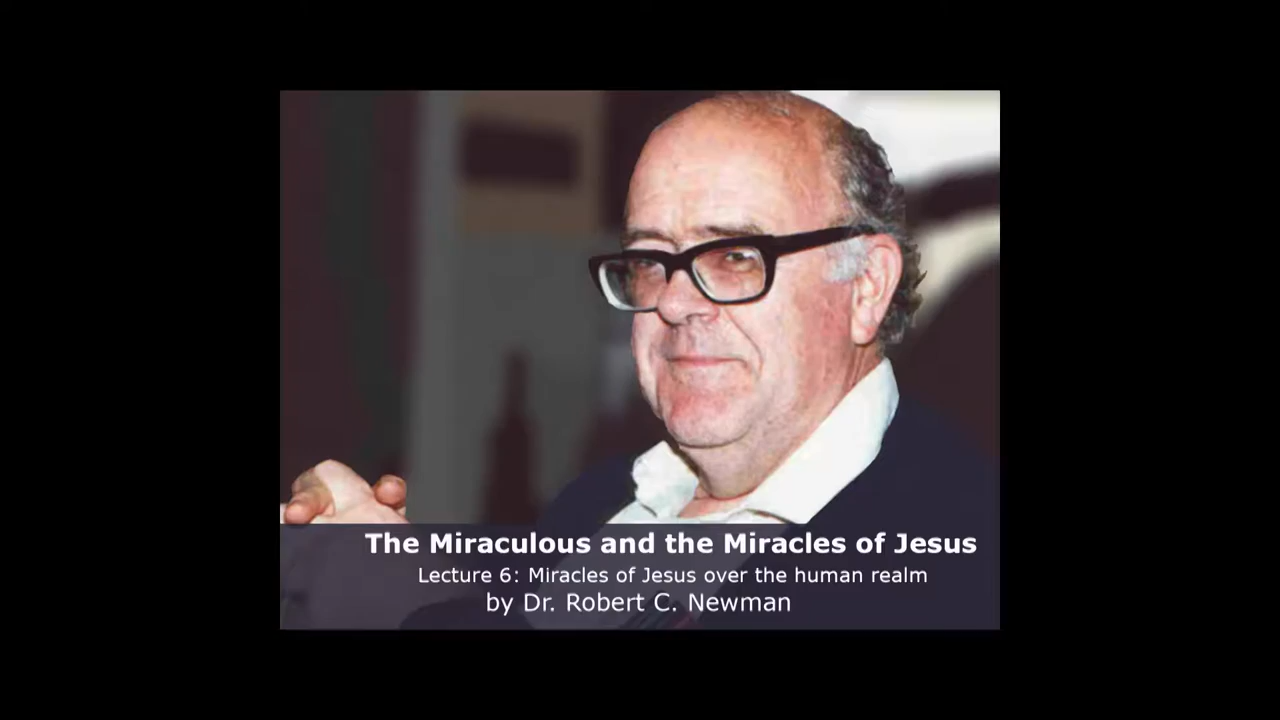 The Miraculous and the Miracles of Jesus
Lecture 6: Miracles of Jesus over the human realm
by Dr. Robert C. Newman